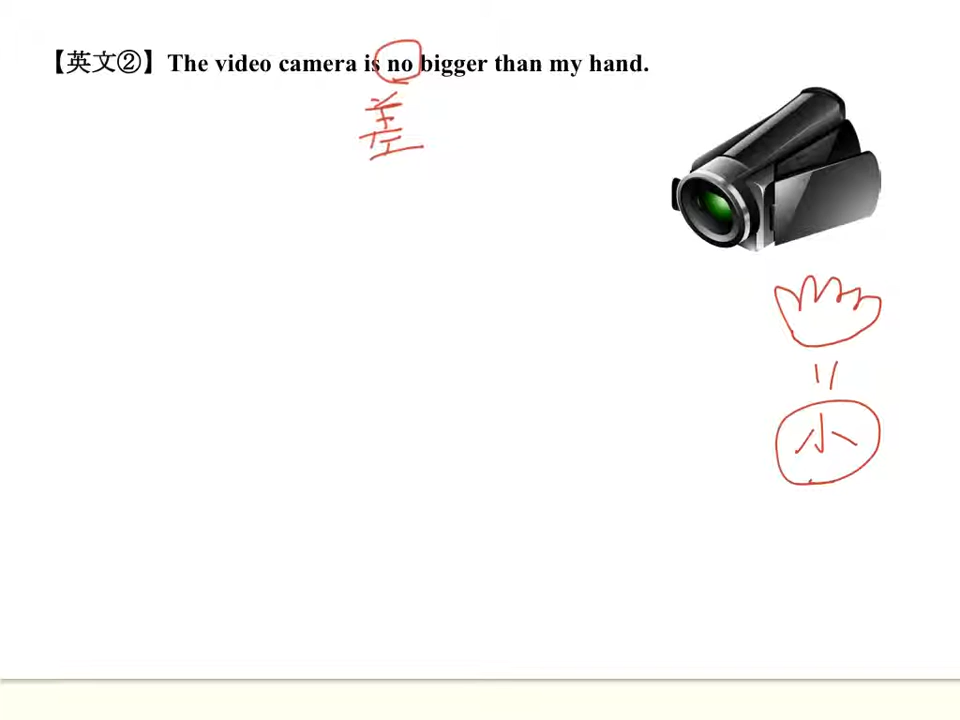 【英文②】The video camera is no bigger than my hand.
差
小